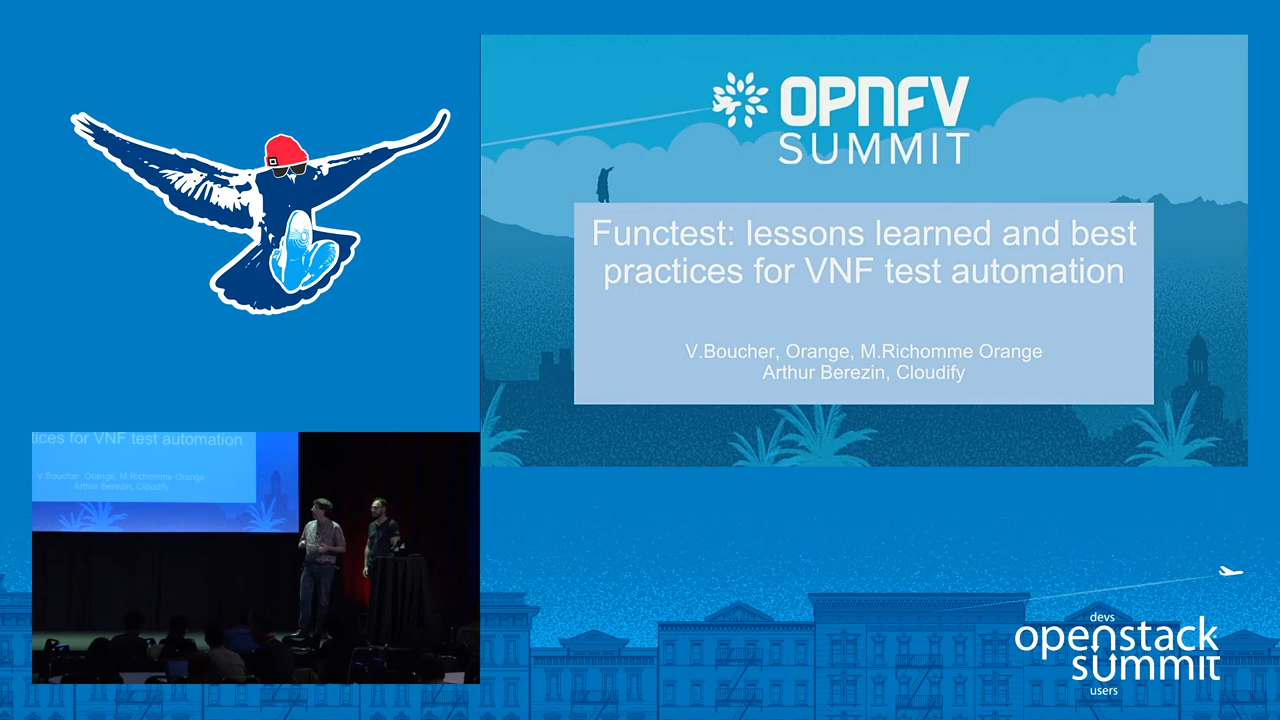 OPNFV
SUMMIT
Functest: lessons learned and best
practices for VNF test automation
V.Boucher, Orange, M.Richomme Orange
Arthur Berezin, Cloudify
tices for VNF test automation
V.Boucher, Orange, M.Richomme Orange
Arthur Berezin, Cloudify
devs
openstack
summit
users